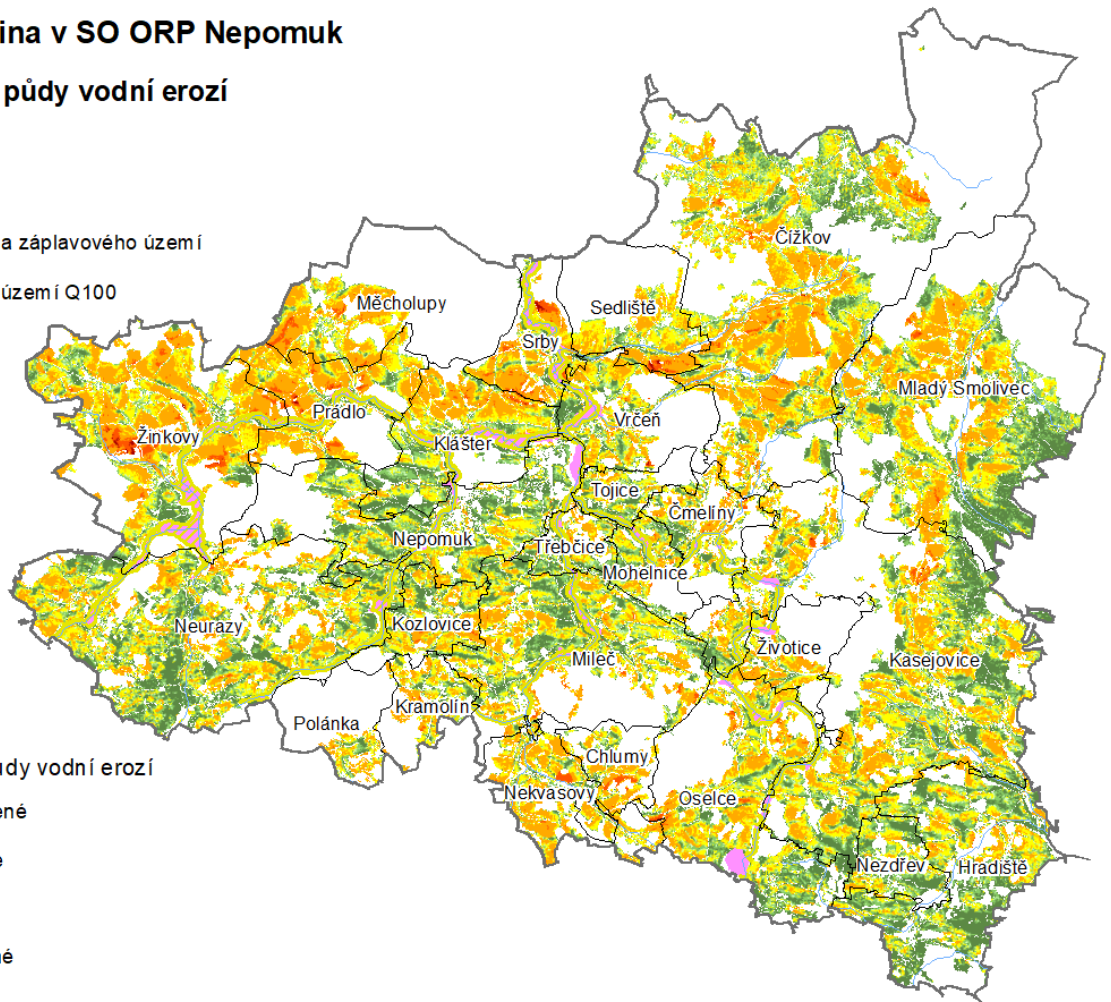 ina v SO ORP Nepomuk
půdy vodní erozí
a záplavového území
území Q100
Čížkov
Měcholupy
Sedliště
Srby
Mladý Smolivec
Prádlo
Vrčeň
Žinkovy
Klášter
Tojice
Čmelíny
Nepomuk
Třebčice
Mohelnice
Neurazy
Kozlovice
Životice
Mileč
Kasejovice
Kramolín
Polánka
Chlumy
udy vodní erozí
Nekvasovy
Oselce
ené
e
Nezdřev
Hradiště
né